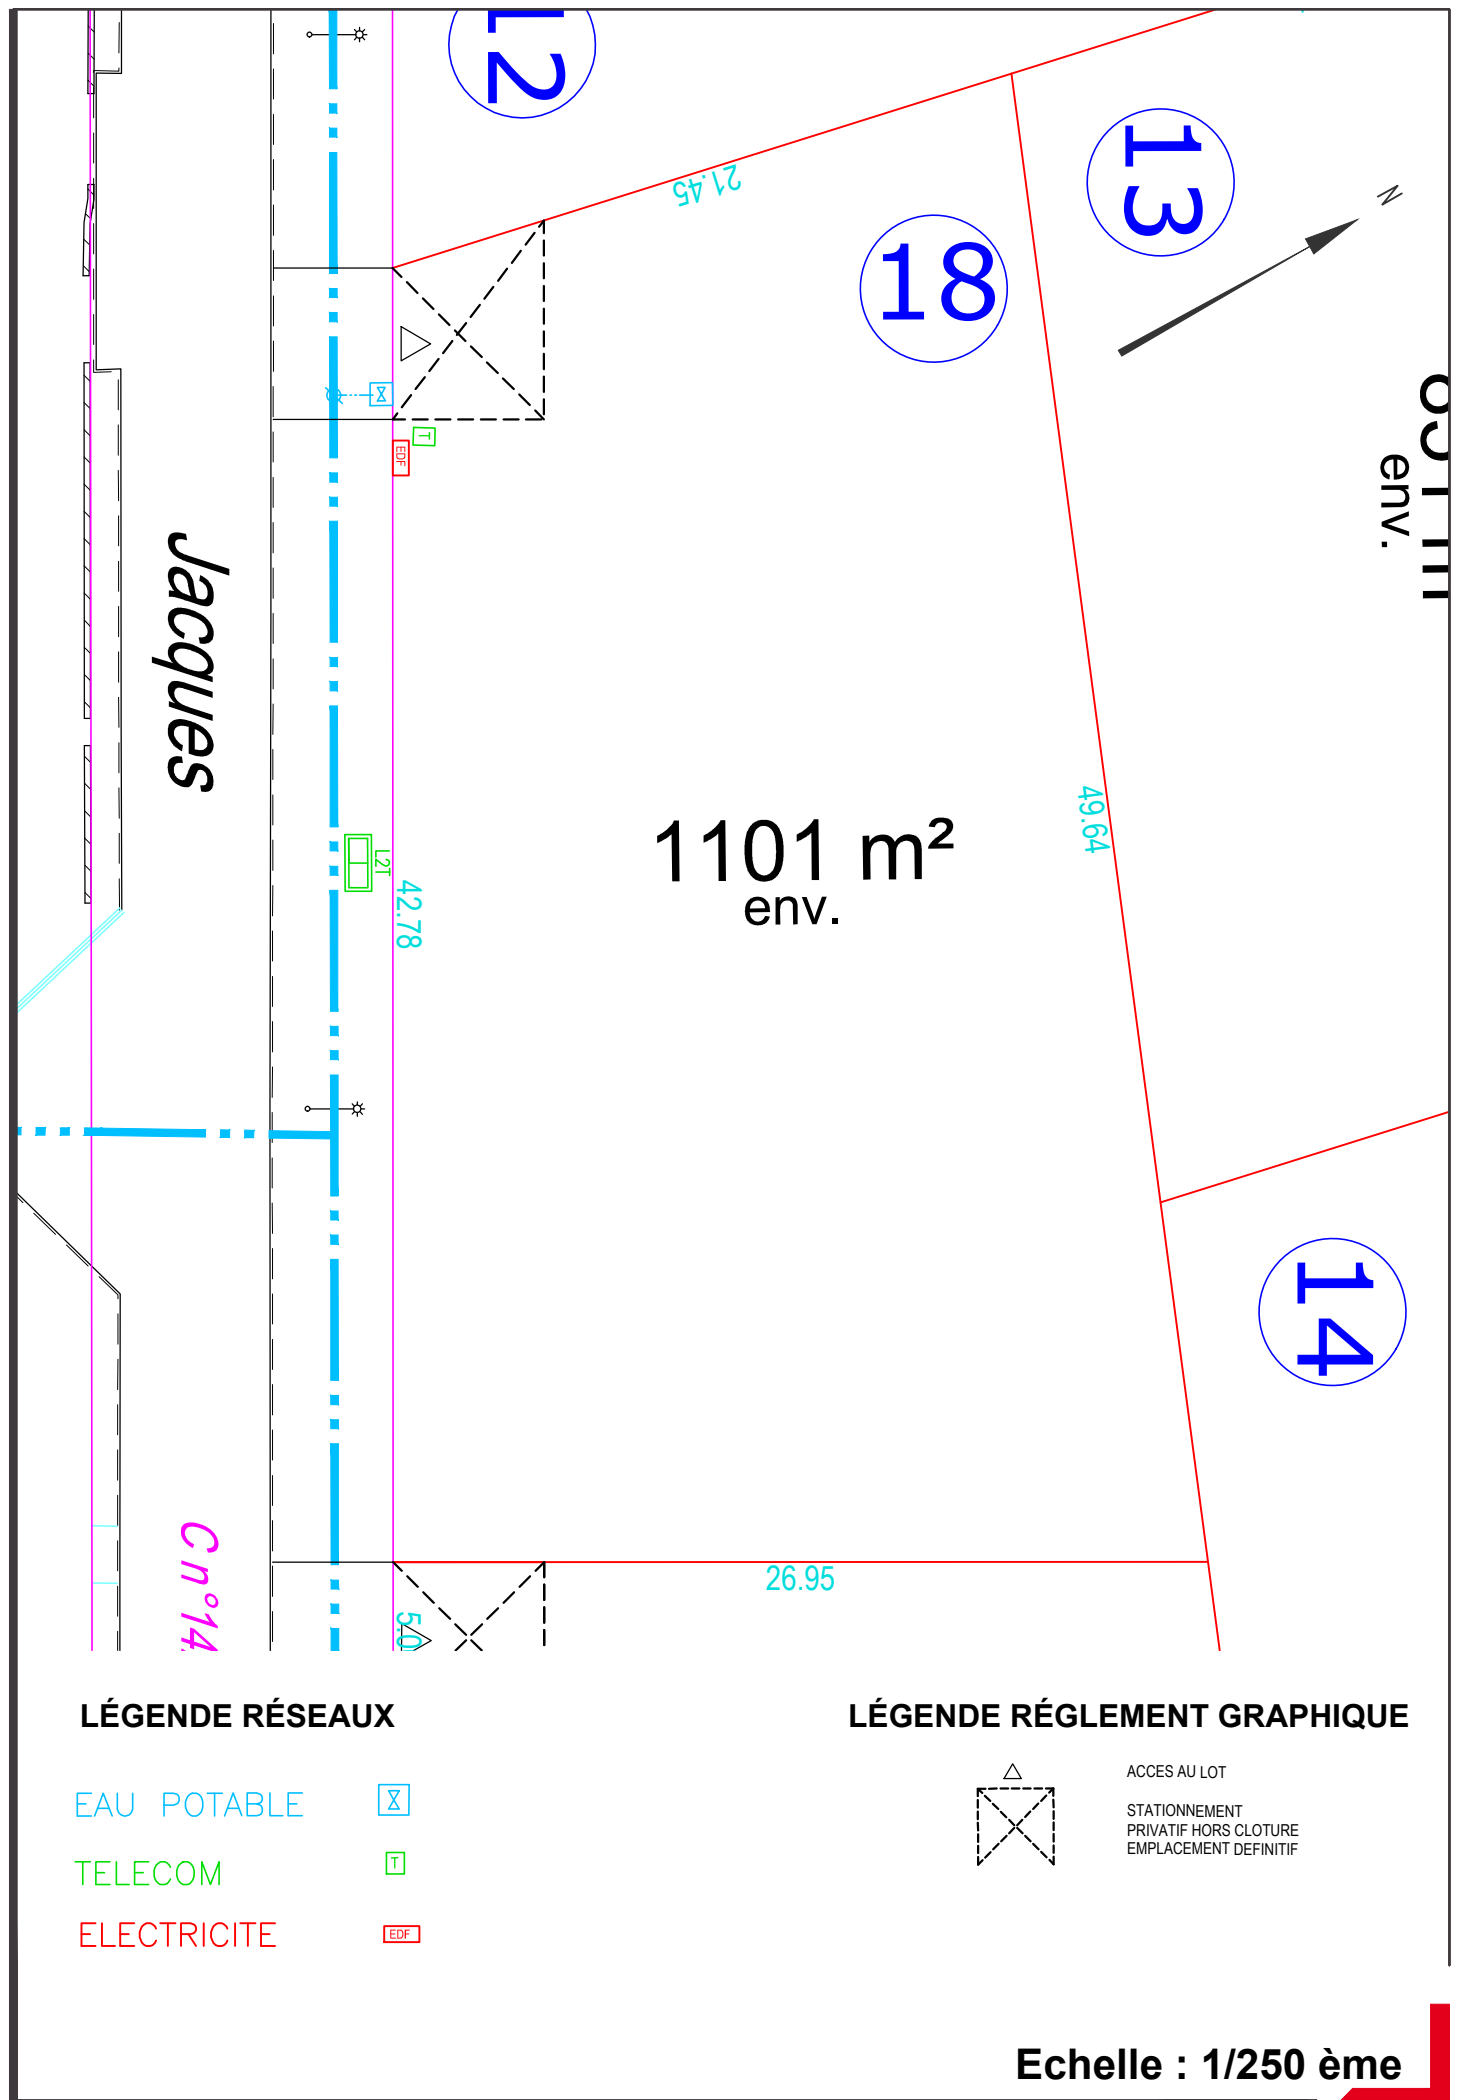 12
13
N
21.45
18
T
EDF
env.
Jacques
49.64
1101 m²
env.
L2T
42.78
14
C n°14
26.95
5.0
LÉGENDE RÉSEAUX
EAU POTABLE
TELECOM
T
ELECTRICITE
EDF
LÉGENDE RÉGLEMENT GRAPHIQUE
ACCES AU LOT
STATIONNEMENT
PRIVATIF HORS CLOTURE
EMPLACEMENT DEFINITIF
Echelle : 1/250 ème